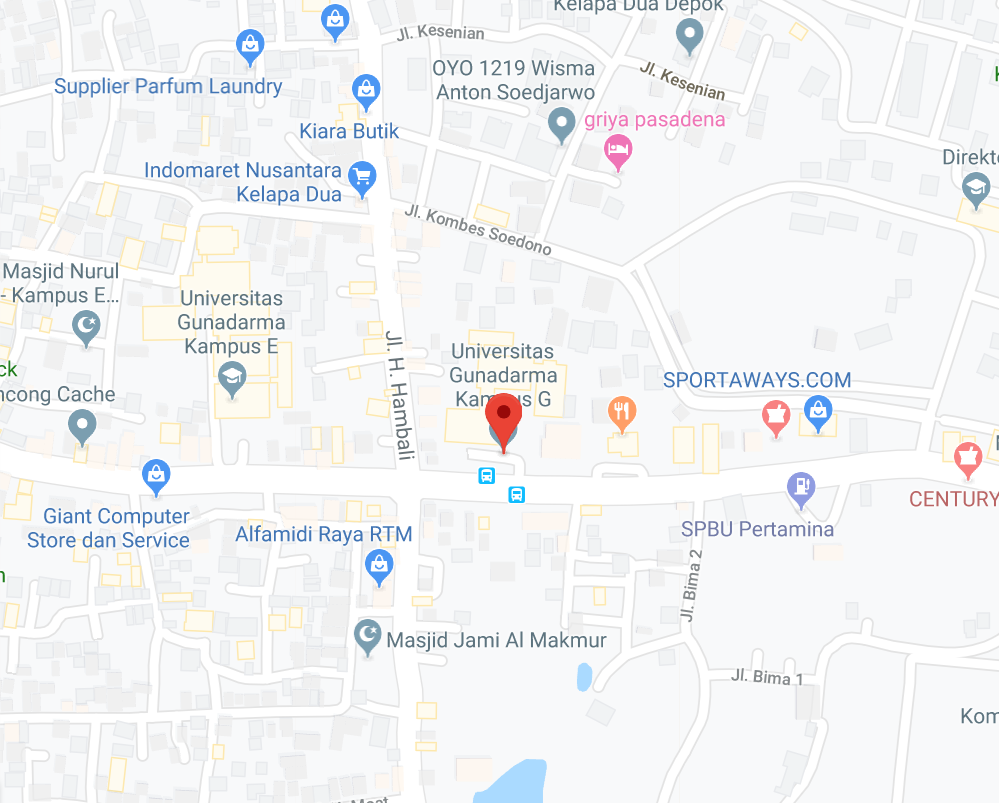 Kelapa Dua Depok
Jl. Kesenian
OYO 1219 Wisma
Anton Soedjarwo
Jl. Kesenian
Supplier Parfum Laundry
griya pasadena
Kiara Butik
Indomaret Nusantara
Kelapa Dua
Direkt
Jl. Kombes Soedono
Masjid Nurul
- Kampus E...
Universitas
Gunadarma
Kampus E
Jl. H. Hambali
Universitas
Gunadarma
Kampus G
ck
ncong Cache
SPORTAWAYS.COM
CENTURY
Giant Computer
Store dan Service
Alfamidi Raya RTM
SPBU Pertamina
Jl. Bima 2
Masjid Jami Al Makmur
Jl. Bima 1
Kom